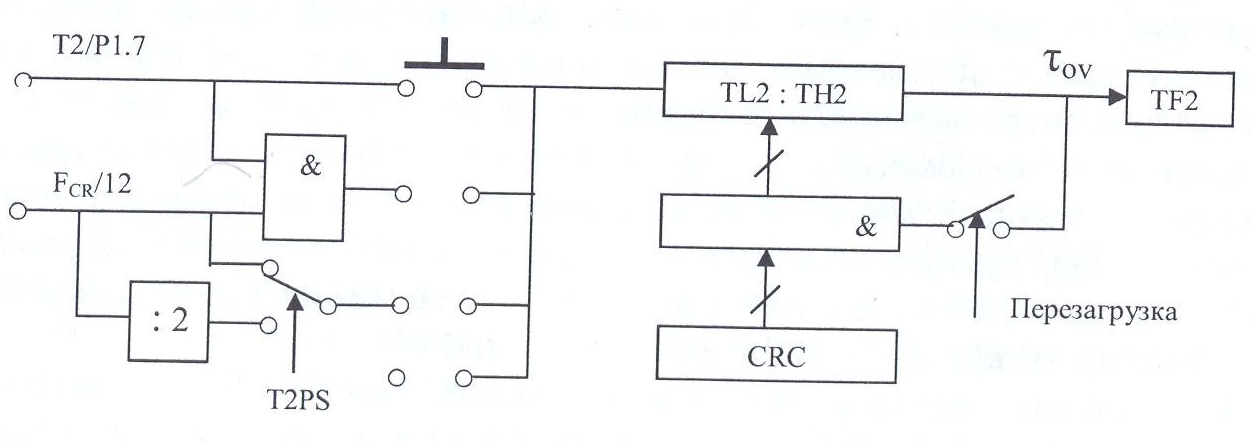 T2/P1.7
τOV
TL2 : TH2
TF2
&
FCR/12
&
Перезагрузка
: 2
CRC
T2PS